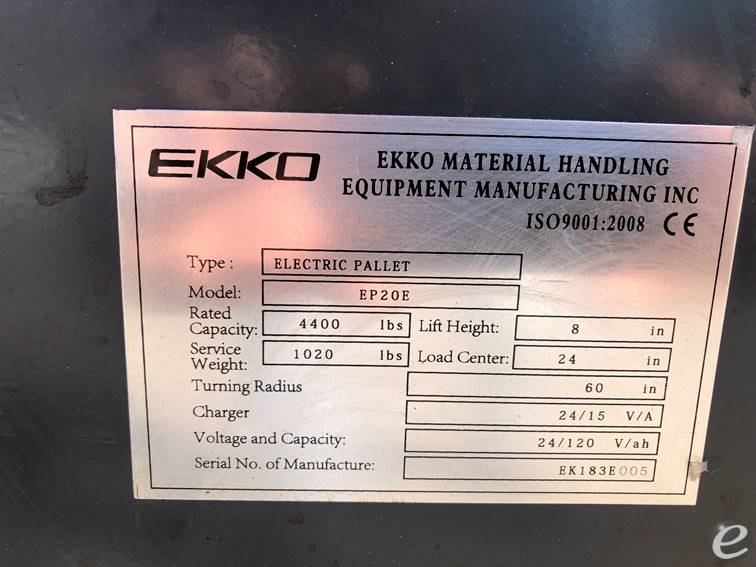 EKKO
EKKO MATERIAL HANDLING
EQUIPMENT MANUFACTURING INC
ISO9001:2008 CE
Type: ELECTRIC PALLET
Model: EP20E
Rated
Capacity: 4400 lbs Lift Height: 8 in
Service
Weight: 1020 lbs Load Center: 24 in
Turning Radius 60 in
Charger 24/15 V/A
Voltage and Capacity: 24/120 V/ah
Serial No. of Manufacture: EK183E005
e